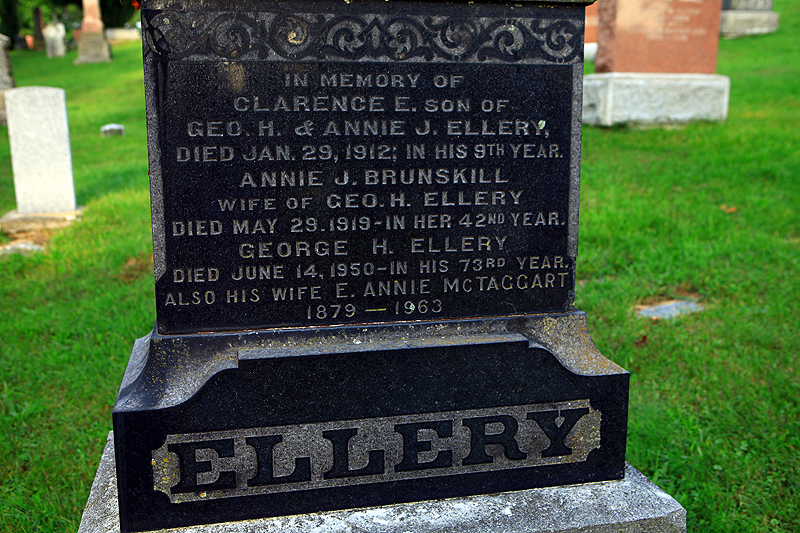 IN MEMORY OF
CLARENCE E. SON OF
GEO. H. & ANNIE J. ELLERY,
DIED JAN. 29, 1912; IN HIS 9TH YEAR.
ANNIE J. BRUNSKILL
WIFE OF GEO. H. ELLERY
DIED MAY 29. 1919-IN HER 42ND YEAR.
GEORGE H. ELLERY
DIED JUNE 14, 1950-IN HIS 73RD YEAR.
ALSO HIS WIFE E. ANNIE McTAGGART
1879 — 1963
ELLERY